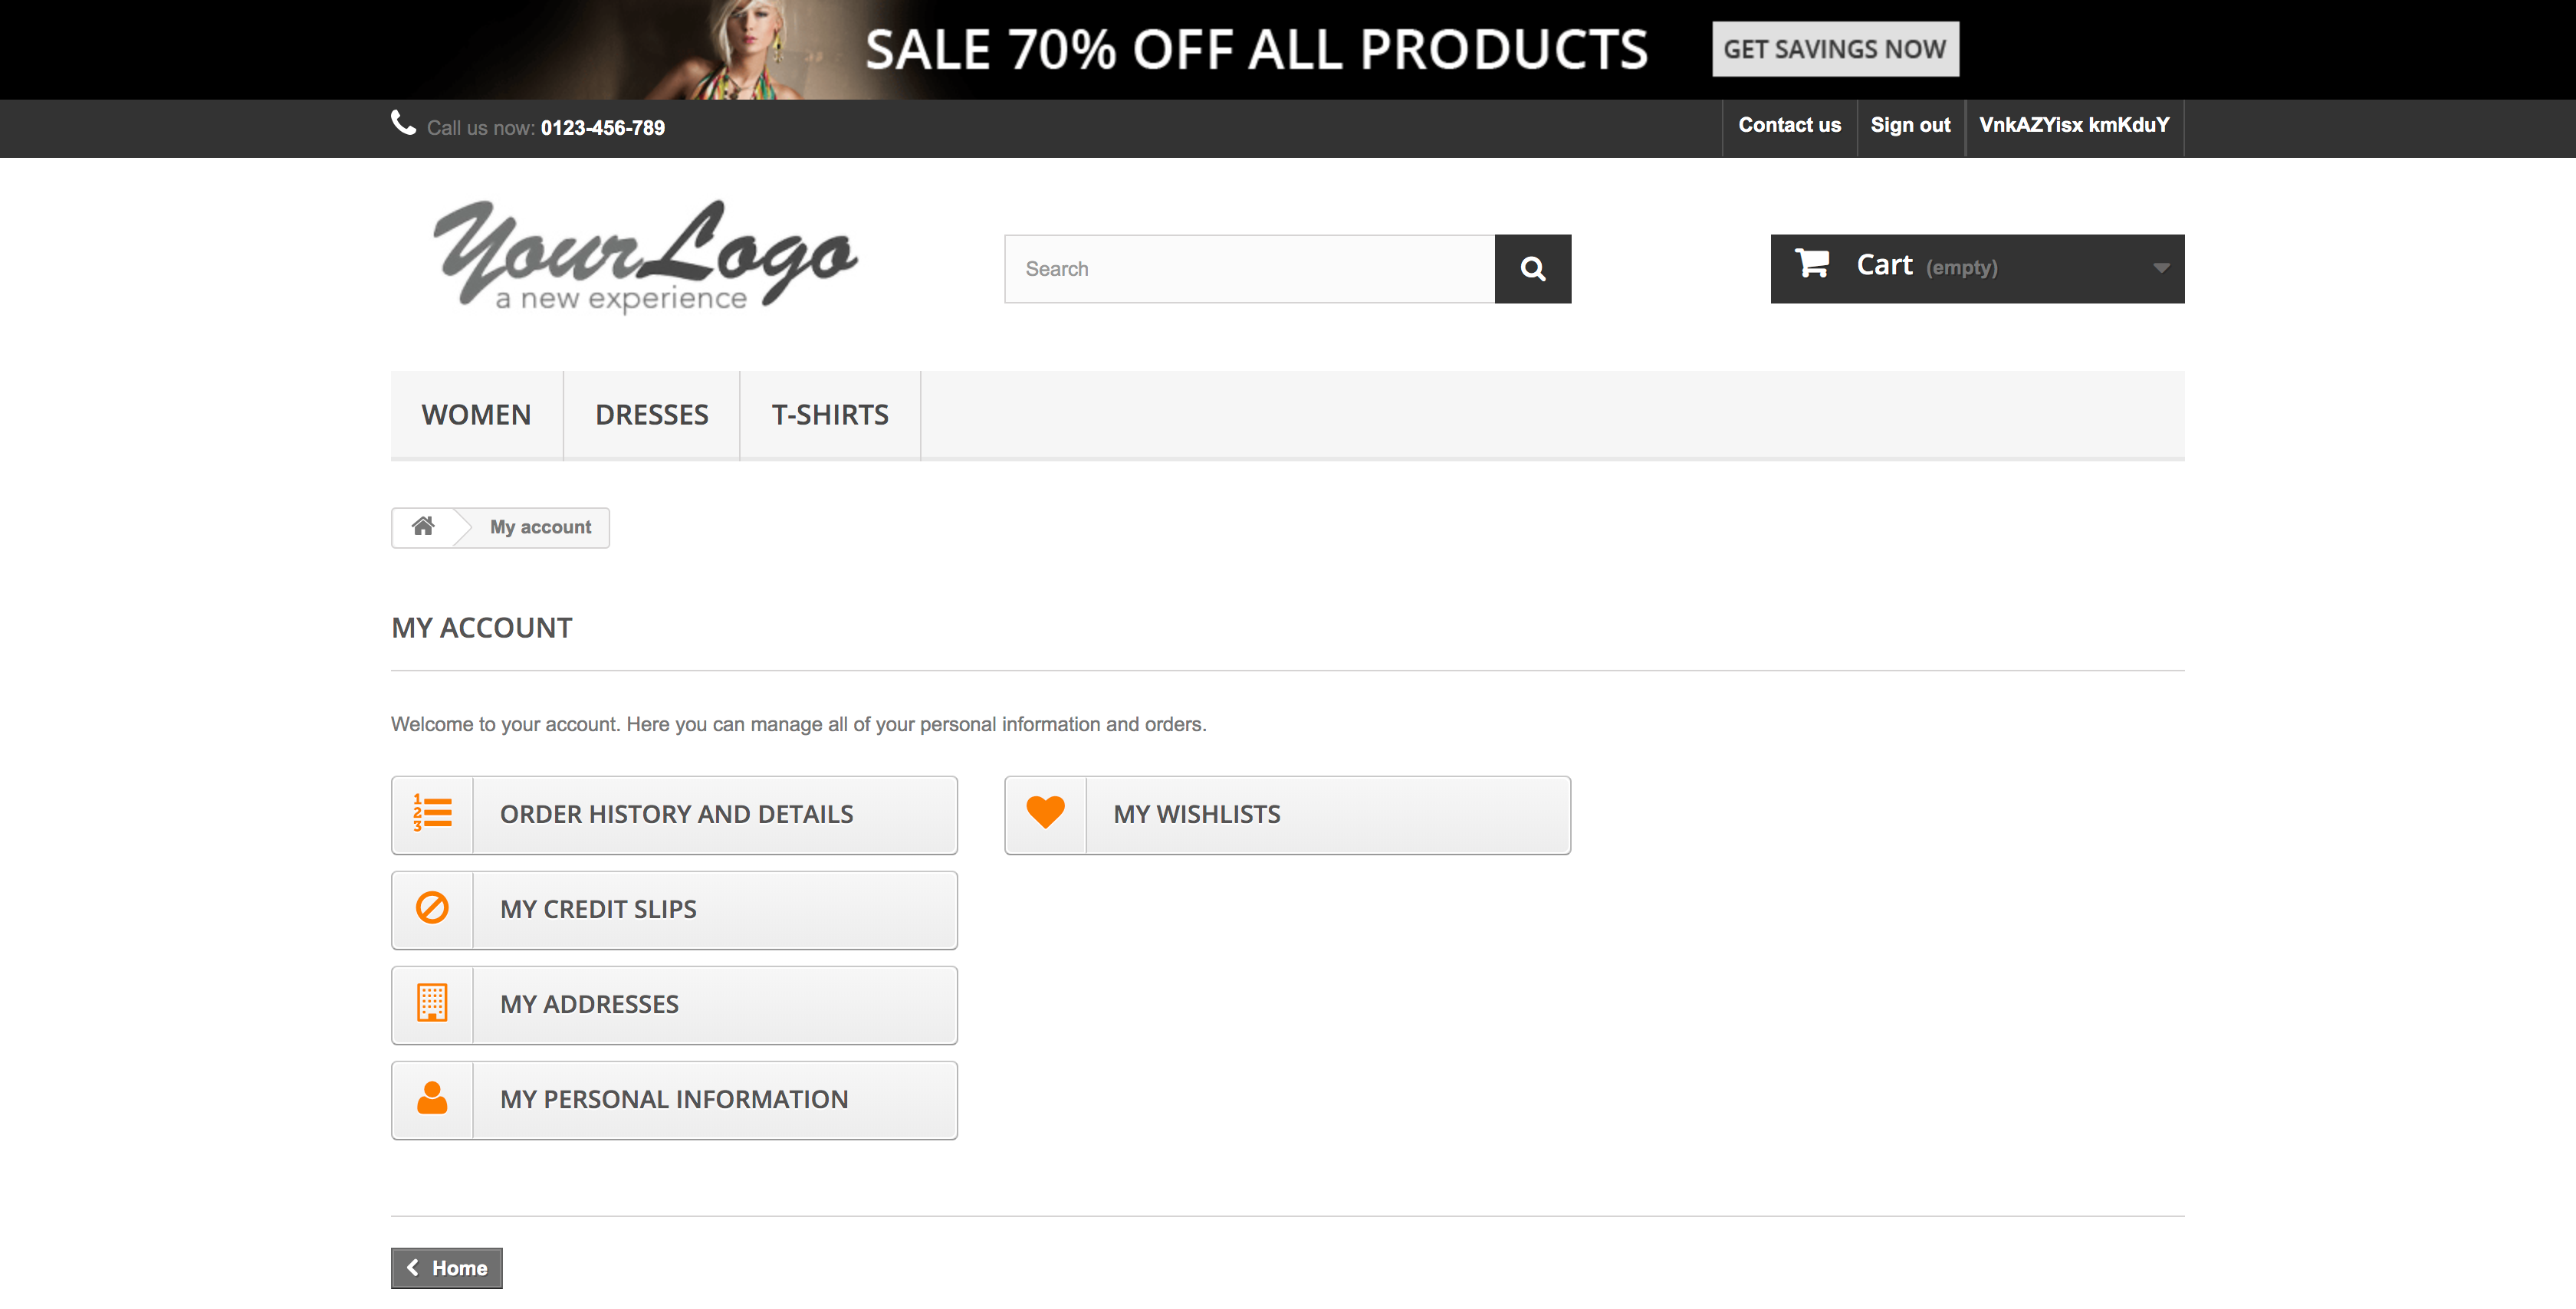 SALE 70% OFF ALL PRODUCTS GET SAVINGS NOW
Call us now: 0123-456-789 Contact us Sign out VnkAZYisx kmKduY
YourLogo
a new experience
Search
Cart (empty)
WOMEN DRESSES T-SHIRTS
My account
MY ACCOUNT
Welcome to your account. Here you can manage all of your personal information and orders.
1
2
3
ORDER HISTORY AND DETAILS
MY WISHLISTS
MY CREDIT SLIPS
MY ADDRESSES
MY PERSONAL INFORMATION
Home